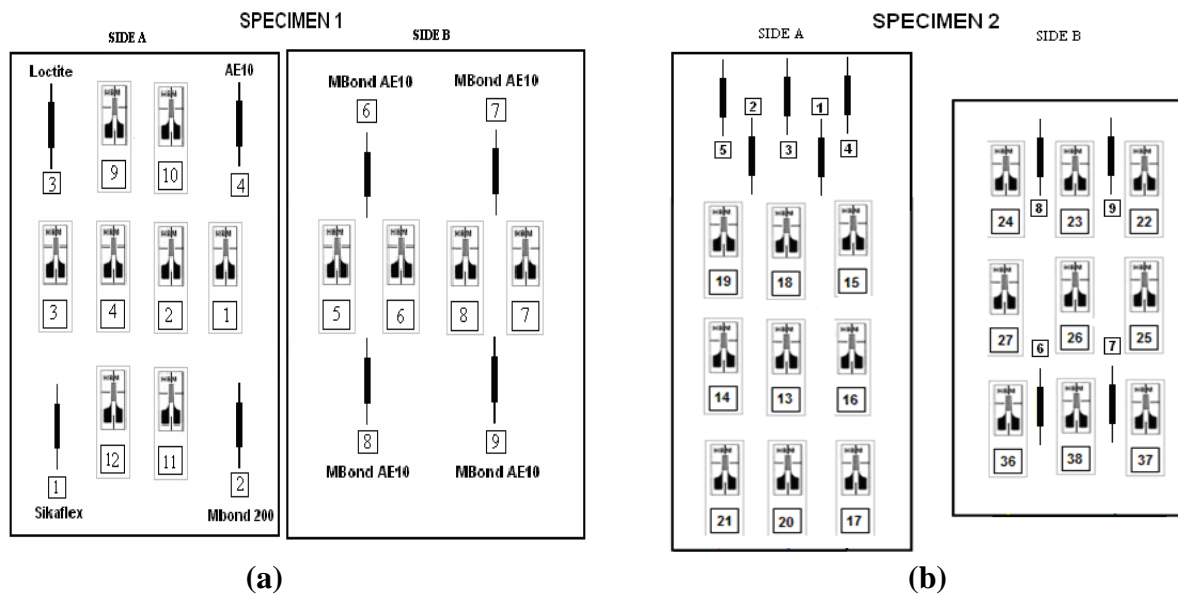 SPECIMEN 1
SIDE A
SIDE B
Loctite
AE10
3
9
10
4
3
4
2
1
12
11
1
2
Sikaflex
Mbond 200
MBond AE10
MBond AE10
6
7
5
6
8
7
8
9
MBond AE10
MBond AE10
(a)
SPECIMEN 2
SIDE A
SIDE B
2
1
5
3
4
19
18
15
14
13
16
21
20
17
8
9
24
23
22
27
26
25
6
7
36
38
37
(b)